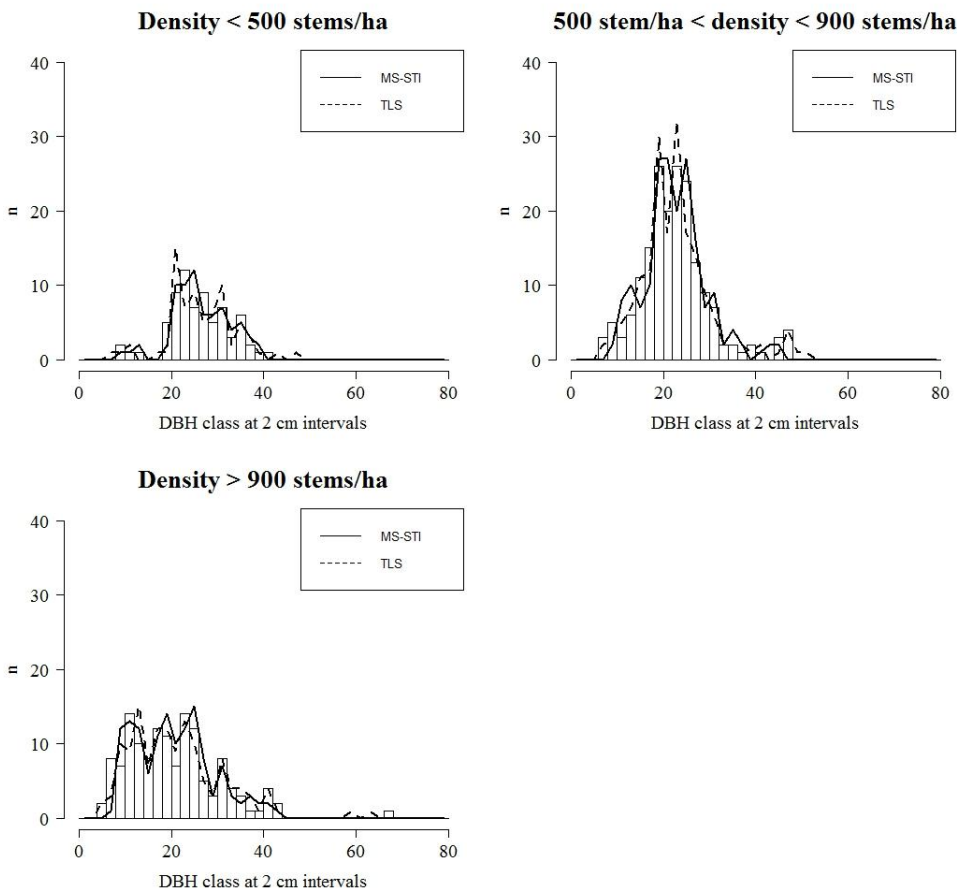 Density < 500 stems/ha
40
30
20
10
0
n
MS-STI
TLS
0 20 40 60 80
DBH class at 2 cm intervals
500 stem/ha < density < 900 stems/ha
40
30
20
10
0
n
MS-STI
TLS
0 20 40 60 80
DBH class at 2 cm intervals
Density > 900 stems/ha
40
30
20
10
0
n
MS-STI
TLS
0 20 40 60 80
DBH class at 2 cm intervals